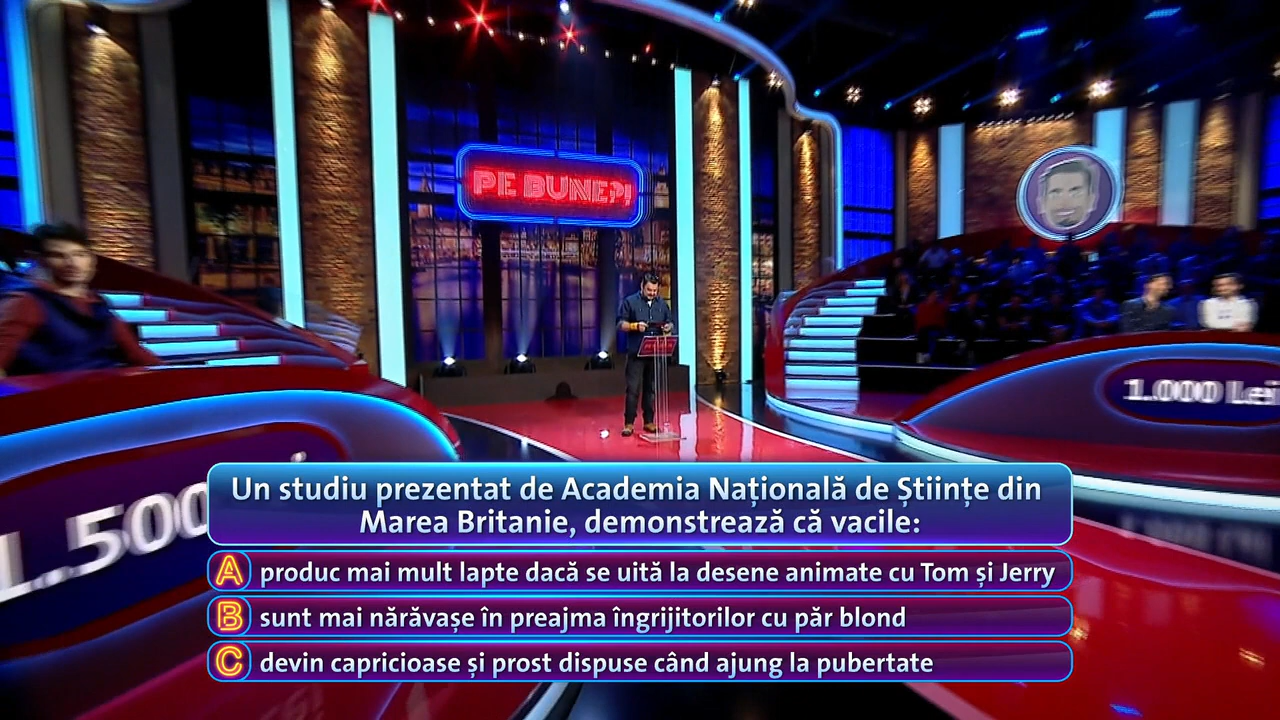 PE BUNE?!
1.000 Lei
1.500
Un studiu prezentat de Academia Națională de Științe din
Marea Britanie, demonstrează că vacile:
A produc mai mult lapte dacă se uită la desene animate cu Tom și Jerry
B sunt mai nărăvașe în preajma îngrijitorilor cu păr blond
C devin capricioase și prost dispuse când ajung la pubertate